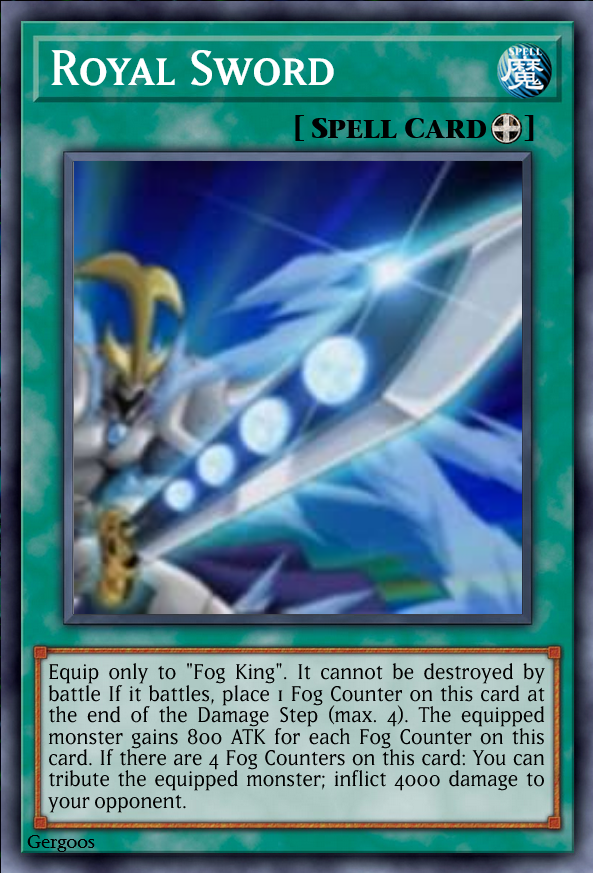 Royal Sword
SPELL
魔
[ Spell Card ]
Equip only to "Fog King". It cannot be destroyed by
battle If it battles, place 1 Fog Counter on this card at
the end of the Damage Step (max. 4). The equipped
monster gains 800 ATK for each Fog Counter on this
card. If there are 4 Fog Counters on this card: You can
tribute the equipped monster; inflict 4000 damage to
your opponent.
Gergoos